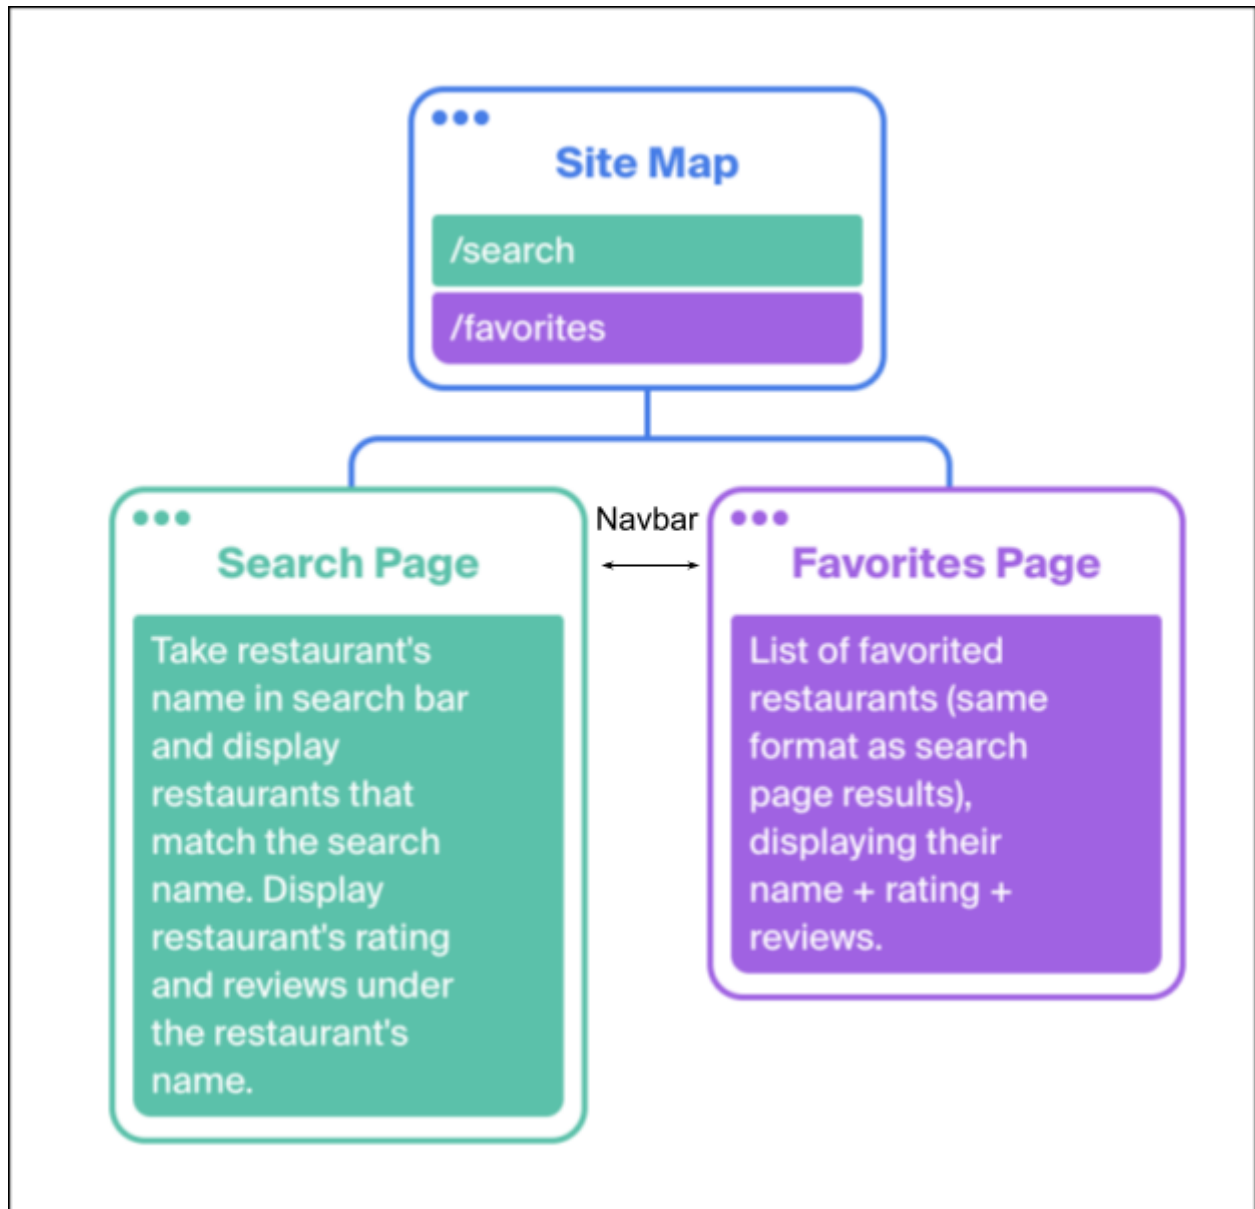 Site Map
/search
/favorites
Navbar
Search Page
Take restaurant's
name in search bar
and display
restaurants that
match the search
name. Display
restaurant's rating
and reviews under
the restaurant's
name.
Favorites Page
List of favorited
restaurants (same
format as search
page results),
displaying their
name + rating +
reviews.